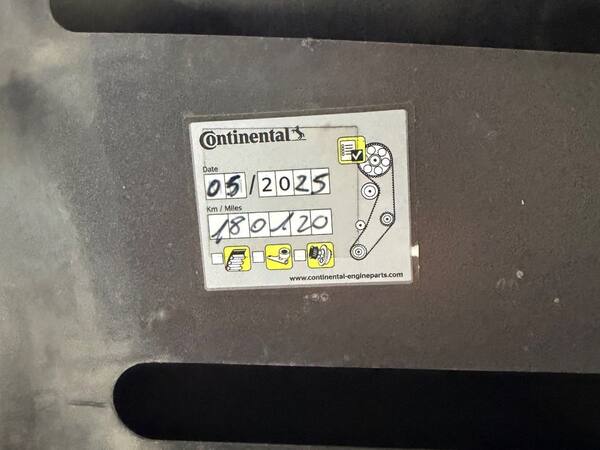 Continental
Date
05/2025
Km / Miles
180120
www.continental-engineparts.com